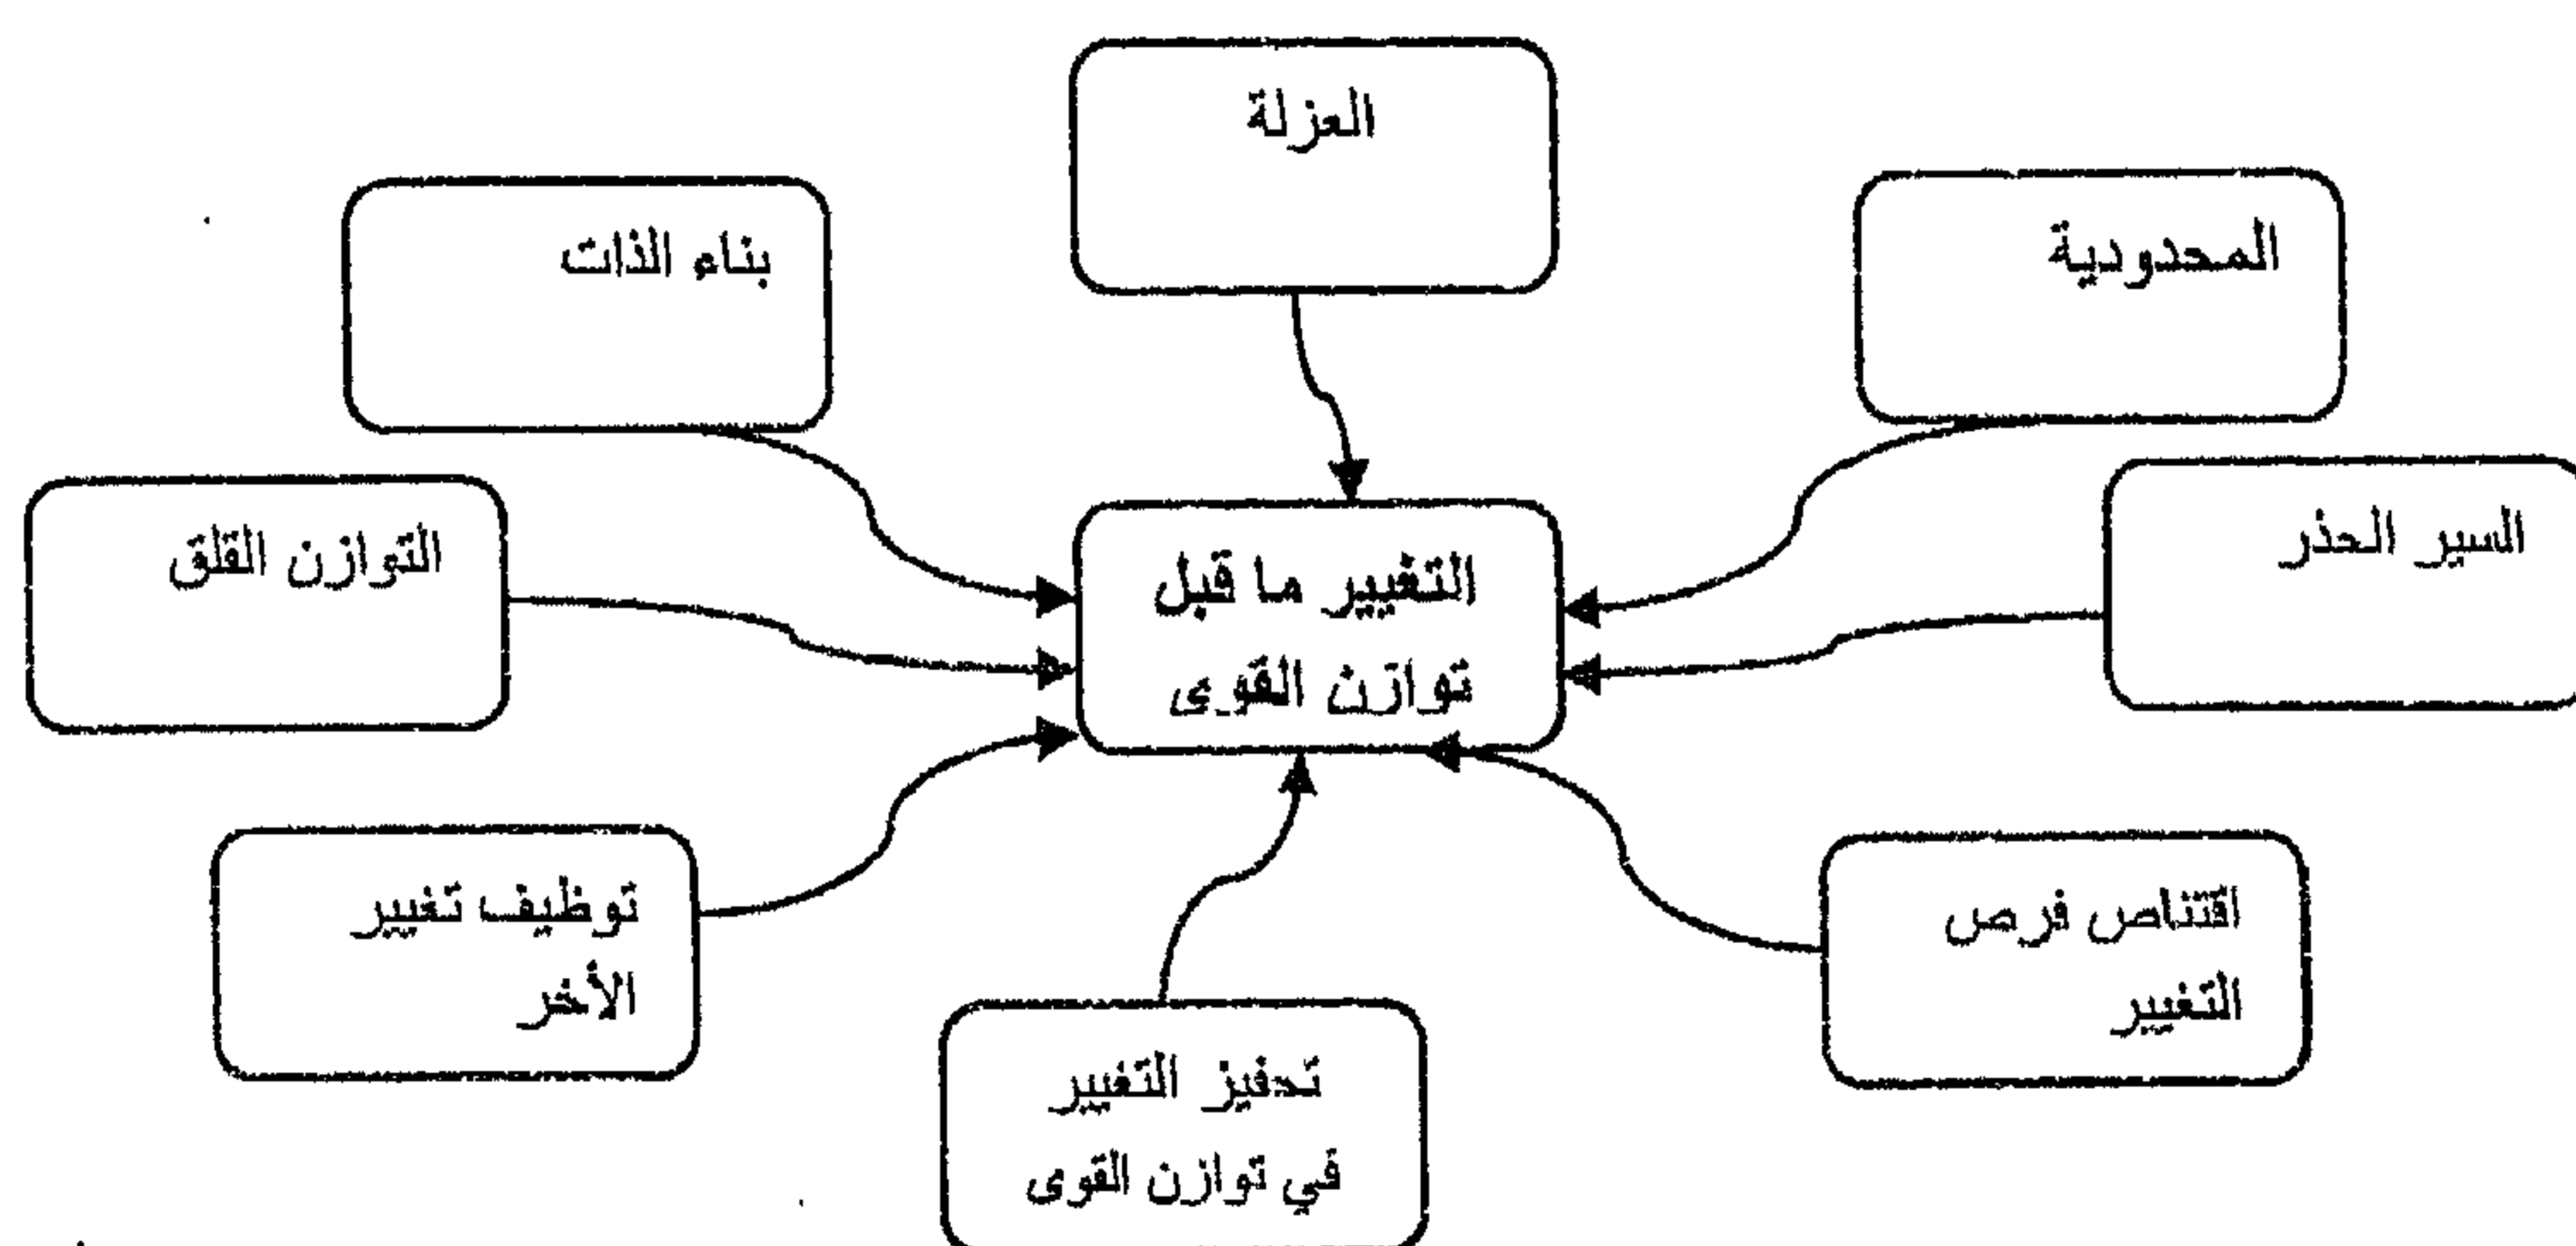 العزلة
المحدودية
بناء الذات
السير الحذر
التوازن القلق
التغيير ما قبل
توازن القوى
اقتناص فرص
التغيير
توظيف تغيير
الأخر
تحفيز التغيير
في توازن القوى